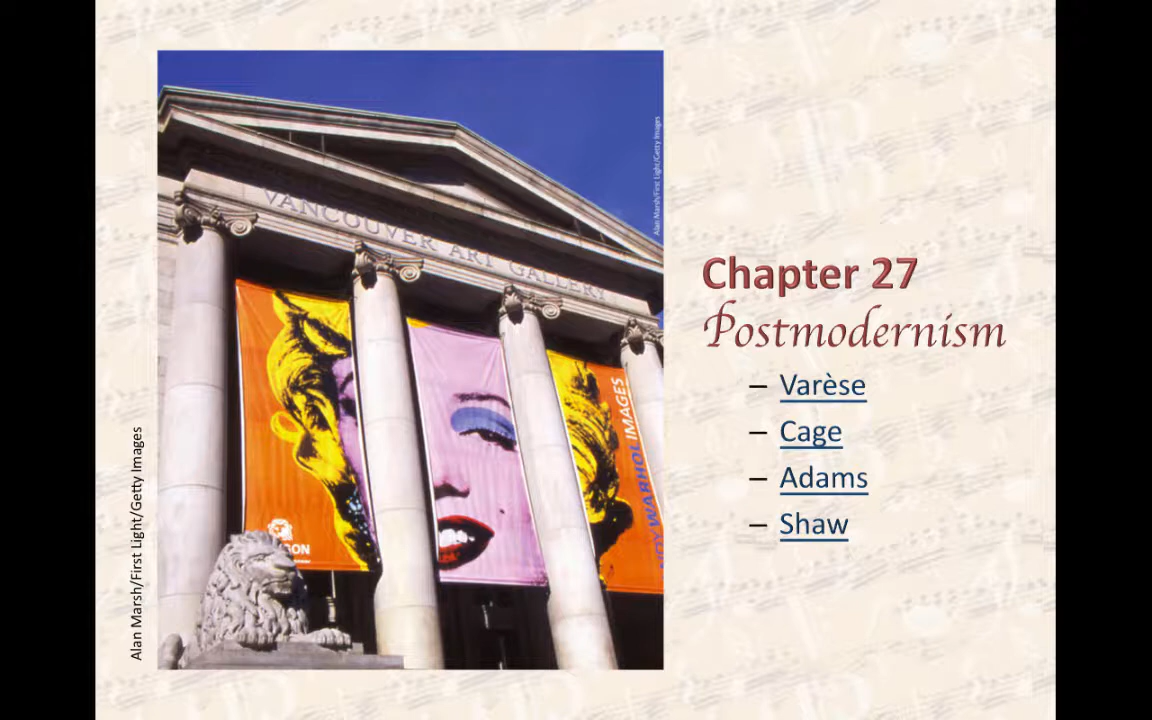 Alan Marsh/First Light/Getty Images
VANCOUVER ART GALLERY
Alan Marsh/First Light/Getty Images
WARHOL IMAGES
Chapter 27
Postmodernism
– Varèse
– Cage
– Adams
– Shaw